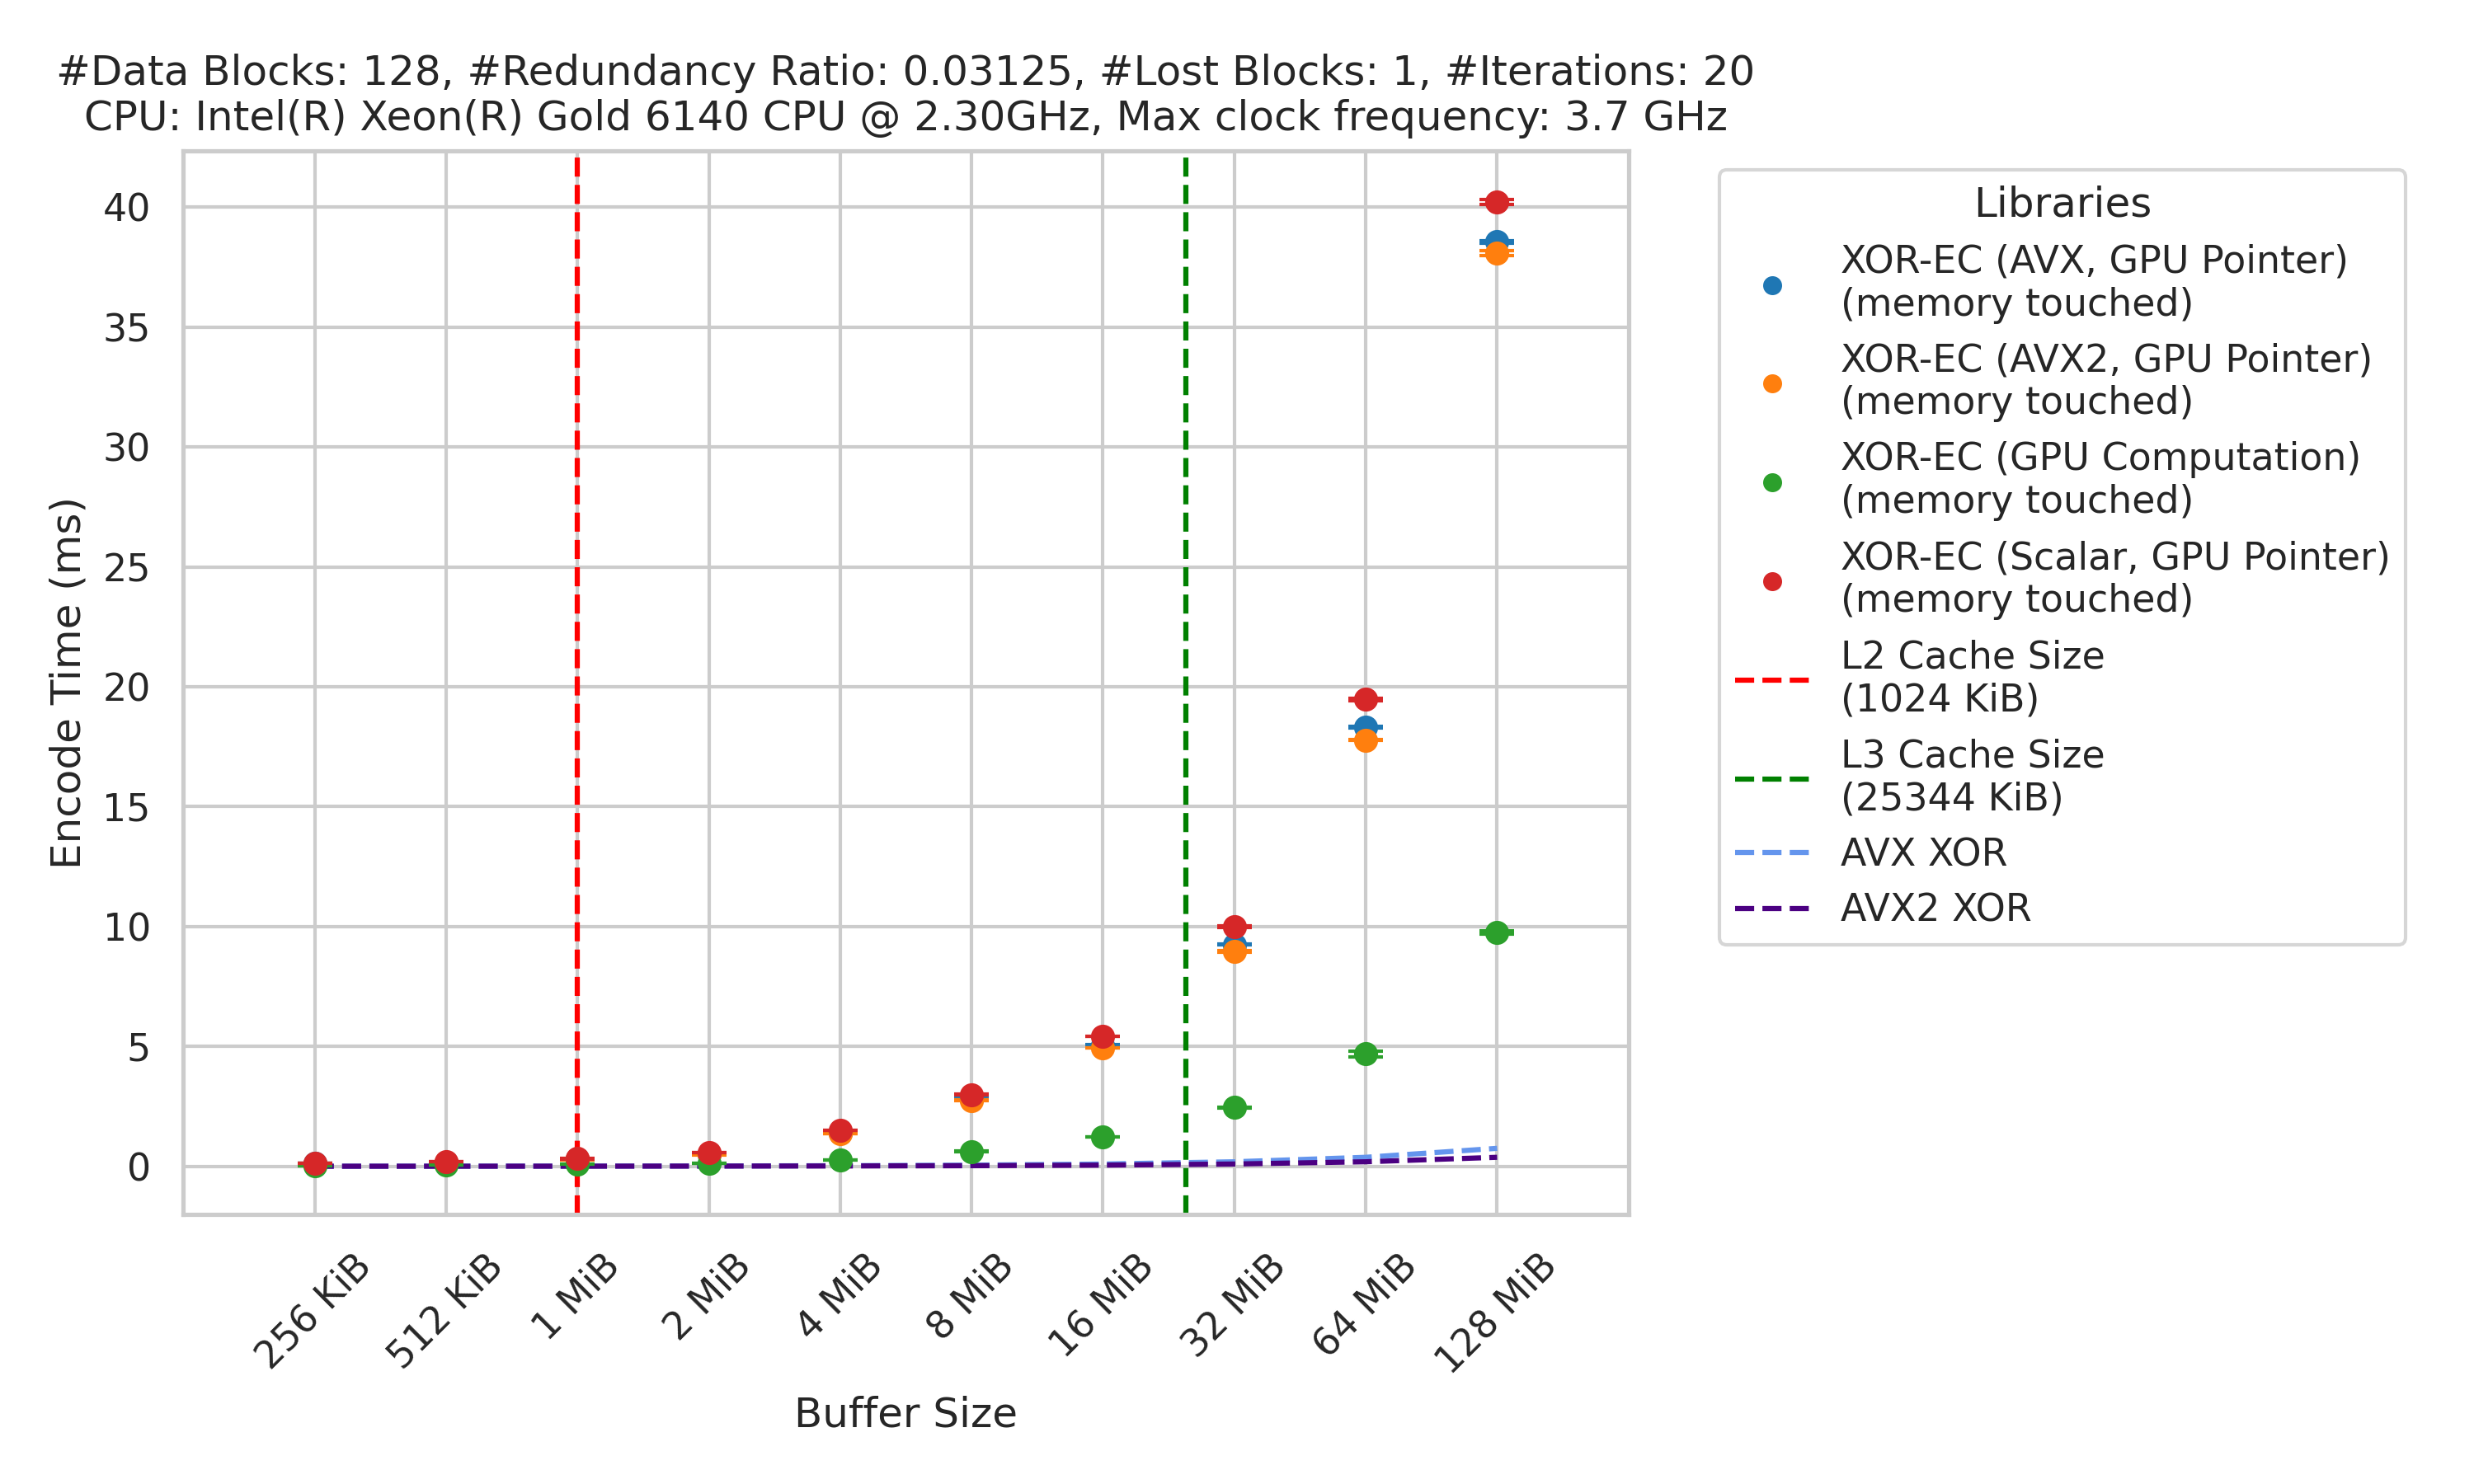 #Data Blocks: 128, #Redundancy Ratio: 0.03125, #Lost Blocks: 1, #Iterations: 20
CPU: Intel(R) Xeon(R) Gold 6140 CPU @ 2.30GHz, Max clock frequency: 3.7 GHz
Encode Time (ms)
40
35
30
25
20
15
10
5
0
256 KiB
512 KiB
1 MiB
2 MiB
4 MiB
8 MiB
16 MiB
32 MiB
64 MiB
128 MiB
Buffer Size
Libraries
XOR-EC (AVX, GPU Pointer)
(memory touched)
XOR-EC (AVX2, GPU Pointer)
(memory touched)
XOR-EC (GPU Computation)
(memory touched)
XOR-EC (Scalar, GPU Pointer)
(memory touched)
L2 Cache Size
(1024 KiB)
L3 Cache Size
(25344 KiB)
AVX XOR
AVX2 XOR